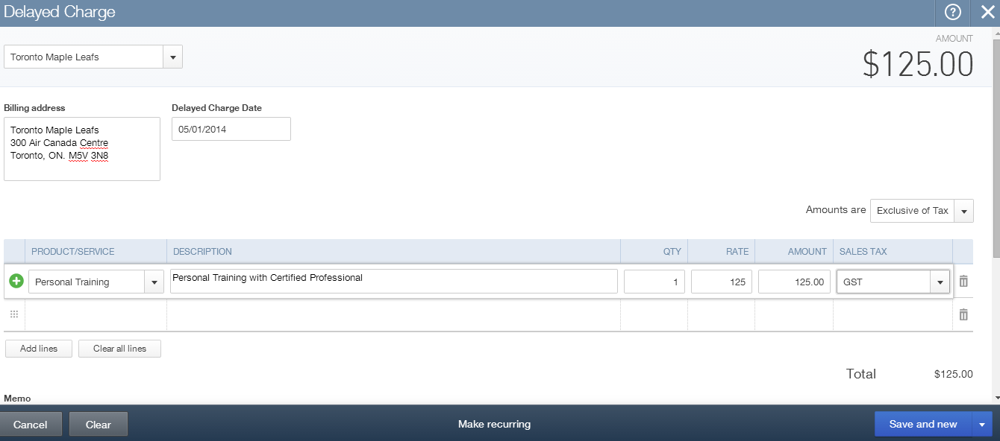 Delayed Charge
?
AMOUNT
Toronto Maple Leafs
$125.00
Billing address
Delayed Charge Date
Toronto Maple Leafs
300 Air Canada Centre
Toronto, ON. M5V 3N8
05/01/2014
Amounts are Exclusive of Tax
PRODUCT/SERVICE DESCRIPTION QTY RATE AMOUNT SALES TAX
Personal Training Personal Training with Certified Professional 1 125 125.00 GST
Add lines Clear all lines
Total $125.00
Memo
Cancel Clear Make recurring Save and new